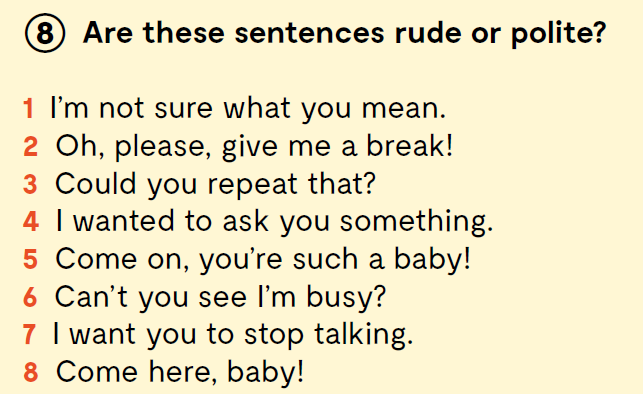 8 Are these sentences rude or polite?
1 I'm not sure what you mean.
2 Oh, please, give me a break!
3 Could you repeat that?
4 I wanted to ask you something.
5 Come on, you're such a baby!
6 Can't you see I'm busy?
7 I want you to stop talking.
8 Come here, baby!